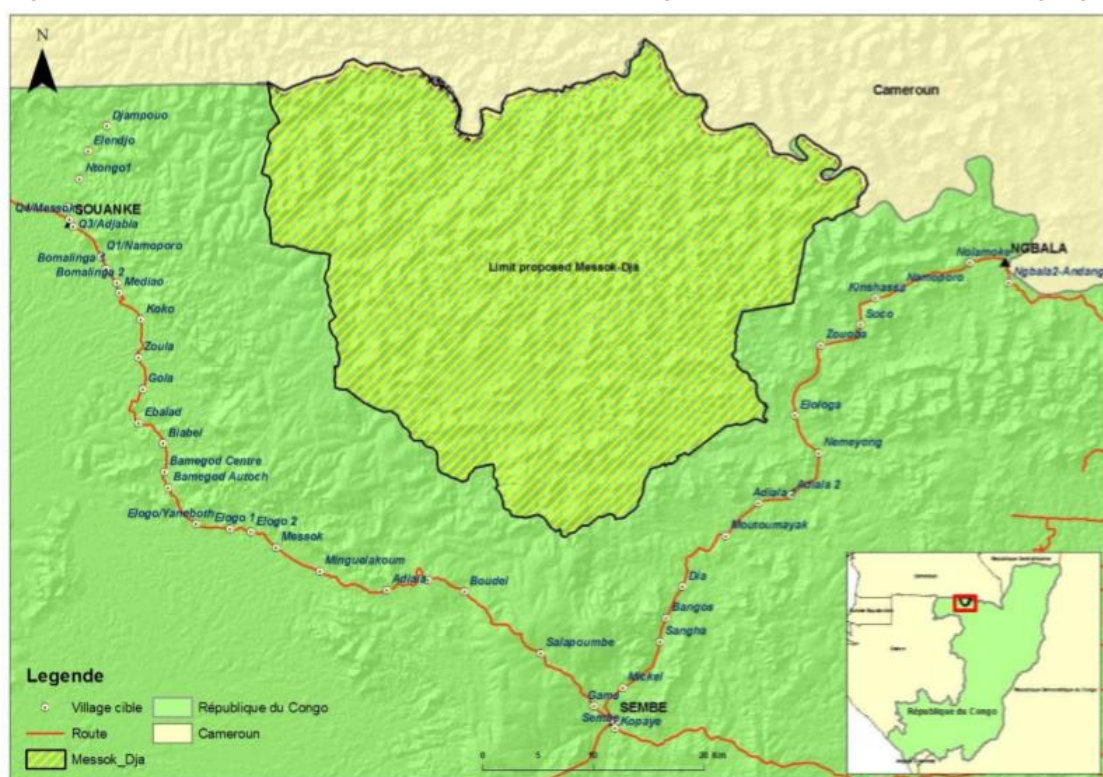 N
Cameroun
Djampouo
Elendjo
Ntongo1
Q4/Messok
SOUANKE
Q3/Adjabla
Q1/Namoporo
Bomalinga
Bomalinga 2
Mediao
Koko
Zoula
Gola
Ebalad
Biabel
Bamegod Centre
Bamegod Autoch
Elogo/Yaneboth
Elogo 1
Elogo 2
Messok
Minguelakoum
Adiala
Boudel
Salapoumbe
Gama
Sembe
SEMBE
Kopaye
Mickel
Sangha
Bangos
Dia
Moutoumayak
Adiala
Adiala 2
Nemeyong
Elologa
Zouoba
Soco
Kinshassa
Namoporo
Nolamoko
NGBALA
Ngbala2-Andang
Limit proposed Messok-Dja
Legende
Village cible
République du Congo
Route
Cameroun
Messok_Dja
0 5 10 20 Km
Cameroun
République du Congo